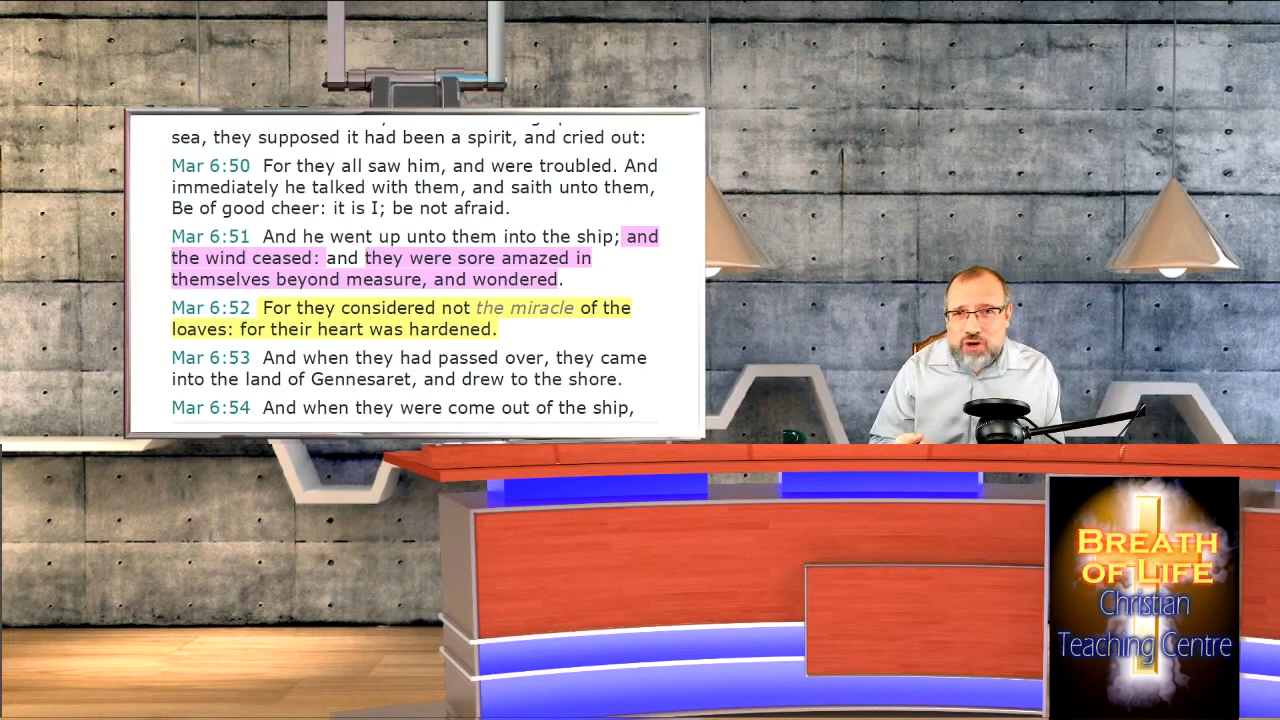 sea, they supposed it had been a spirit, and cried out:
Mar 6:50 For they all saw him, and were troubled. And
immediately he talked with them, and saith unto them,
Be of good cheer: it is I; be not afraid.
Mar 6:51 And he went up unto them into the ship; and
the wind ceased: and they were sore amazed in
themselves beyond measure, and wondered.
Mar 6:52 For they considered not the miracle of the
loaves: for their heart was hardened.
Mar 6:53 And when they had passed over, they came
into the land of Gennesaret, and drew to the shore.
Mar 6:54 And when they were come out of the ship,
BREATH
OF LIFE
Christian
Teaching Centre